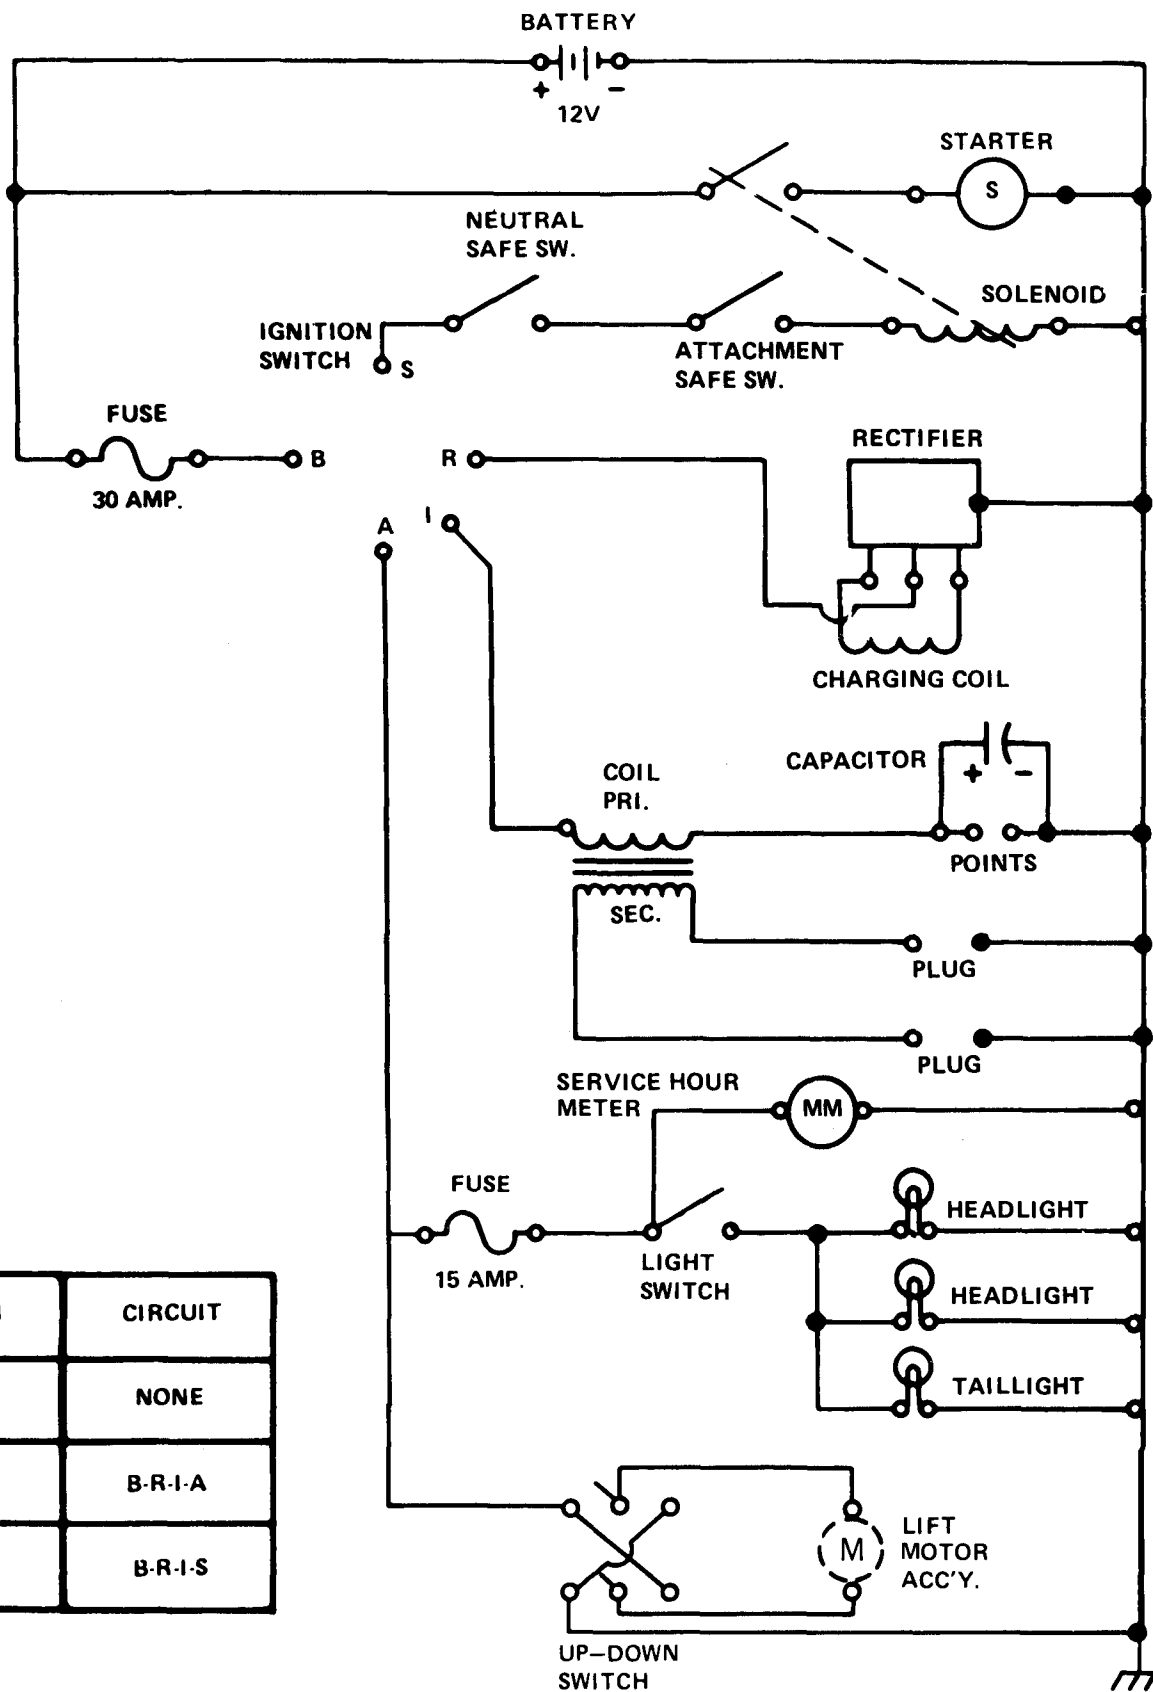 BATTERY
+ −
12V
STARTER
S
NEUTRAL
SAFE SW.
SOLENOID
IGNITION
SWITCH
S
ATTACHMENT
SAFE SW.
FUSE
30 AMP.
B
R
I
A
RECTIFIER
CHARGING COIL
CAPACITOR
+ −
COIL
PRI.
POINTS
SEC.
PLUG
PLUG
SERVICE HOUR
METER
MM
FUSE
15 AMP.
LIGHT
SWITCH
HEADLIGHT
HEADLIGHT
TAILLIGHT
CIRCUIT
NONE
B-R-I-A
B-R-I-S
M
LIFT
MOTOR
ACC'Y.
UP–DOWN
SWITCH